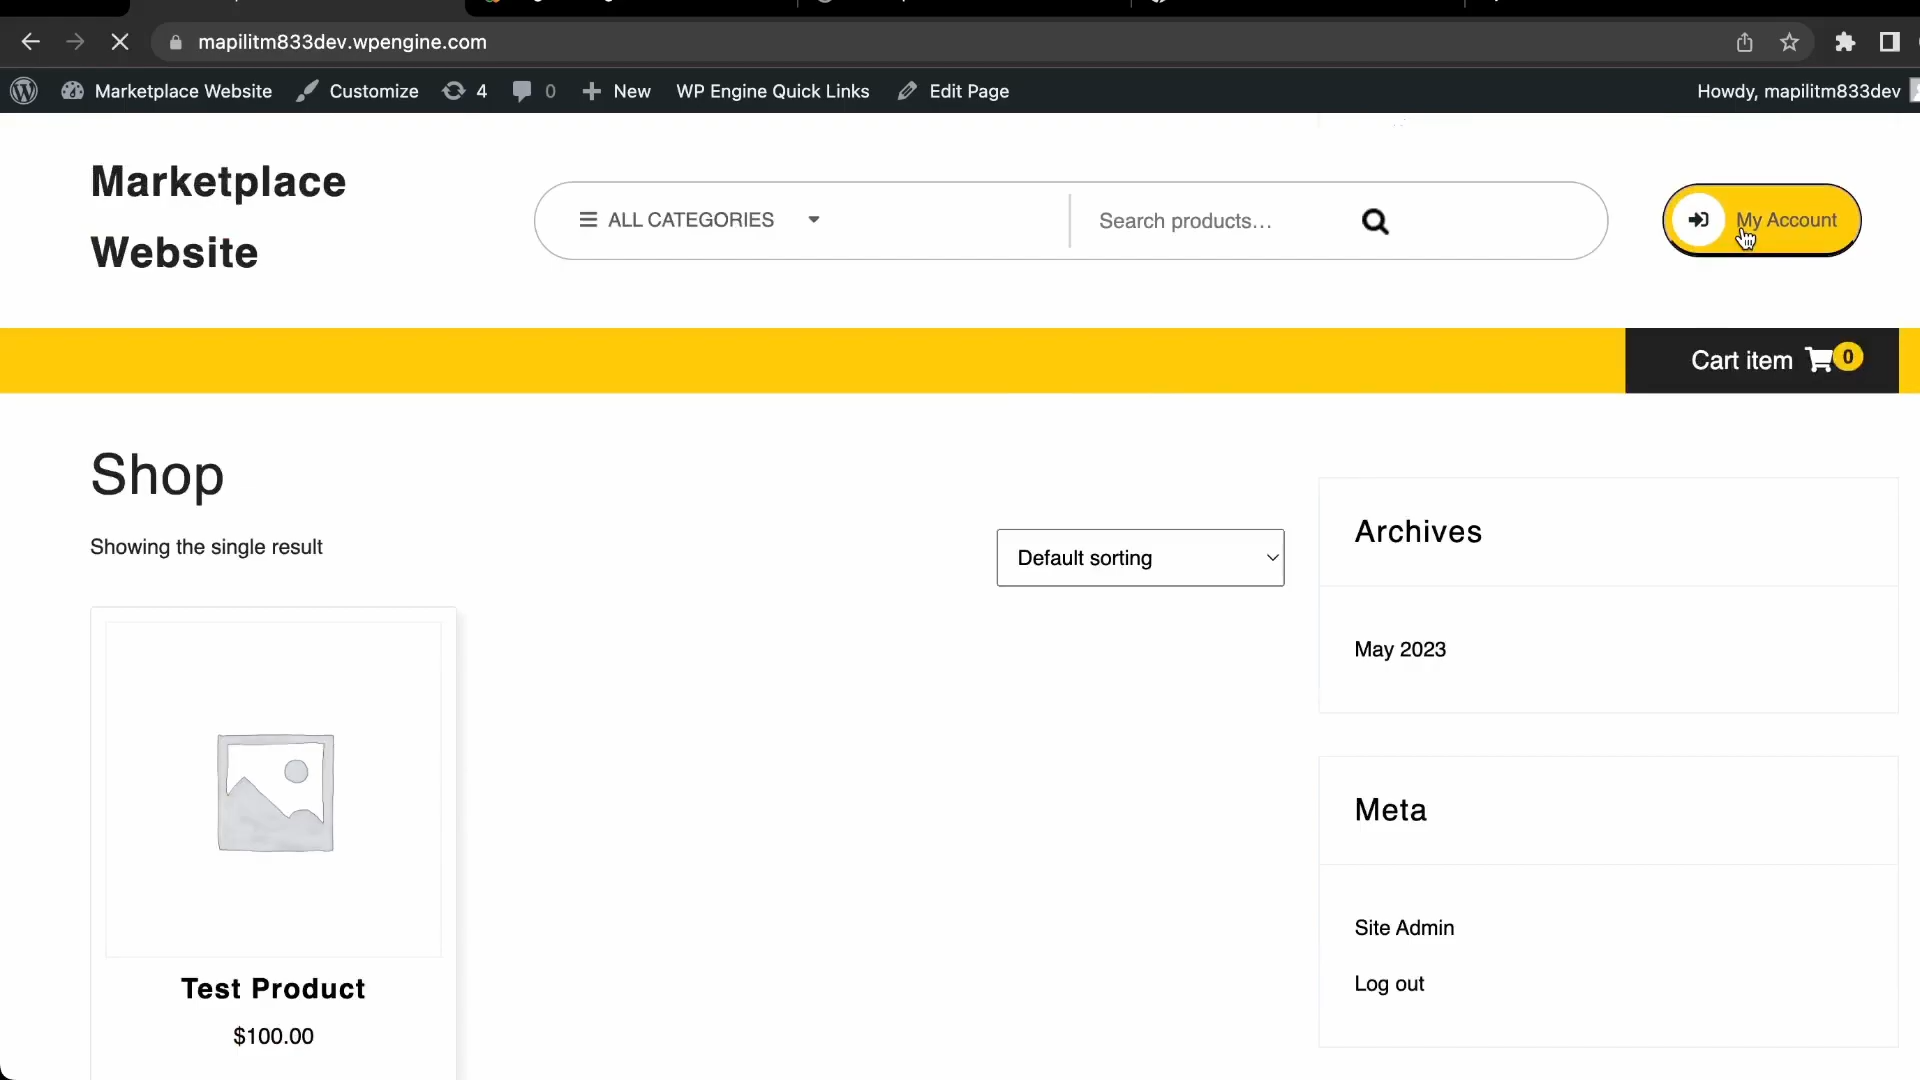 mapilitm833dev.wpengine.com
Marketplace Website Customize 4 0 New WP Engine Quick Links Edit Page Howdy, mapilitm833dev
Marketplace
Website
ALL CATEGORIES Search products... My Account
Cart item 0
Shop
Showing the single result
Default sorting
Archives
May 2023
Meta
Site Admin
Log out
Test Product
$100.00